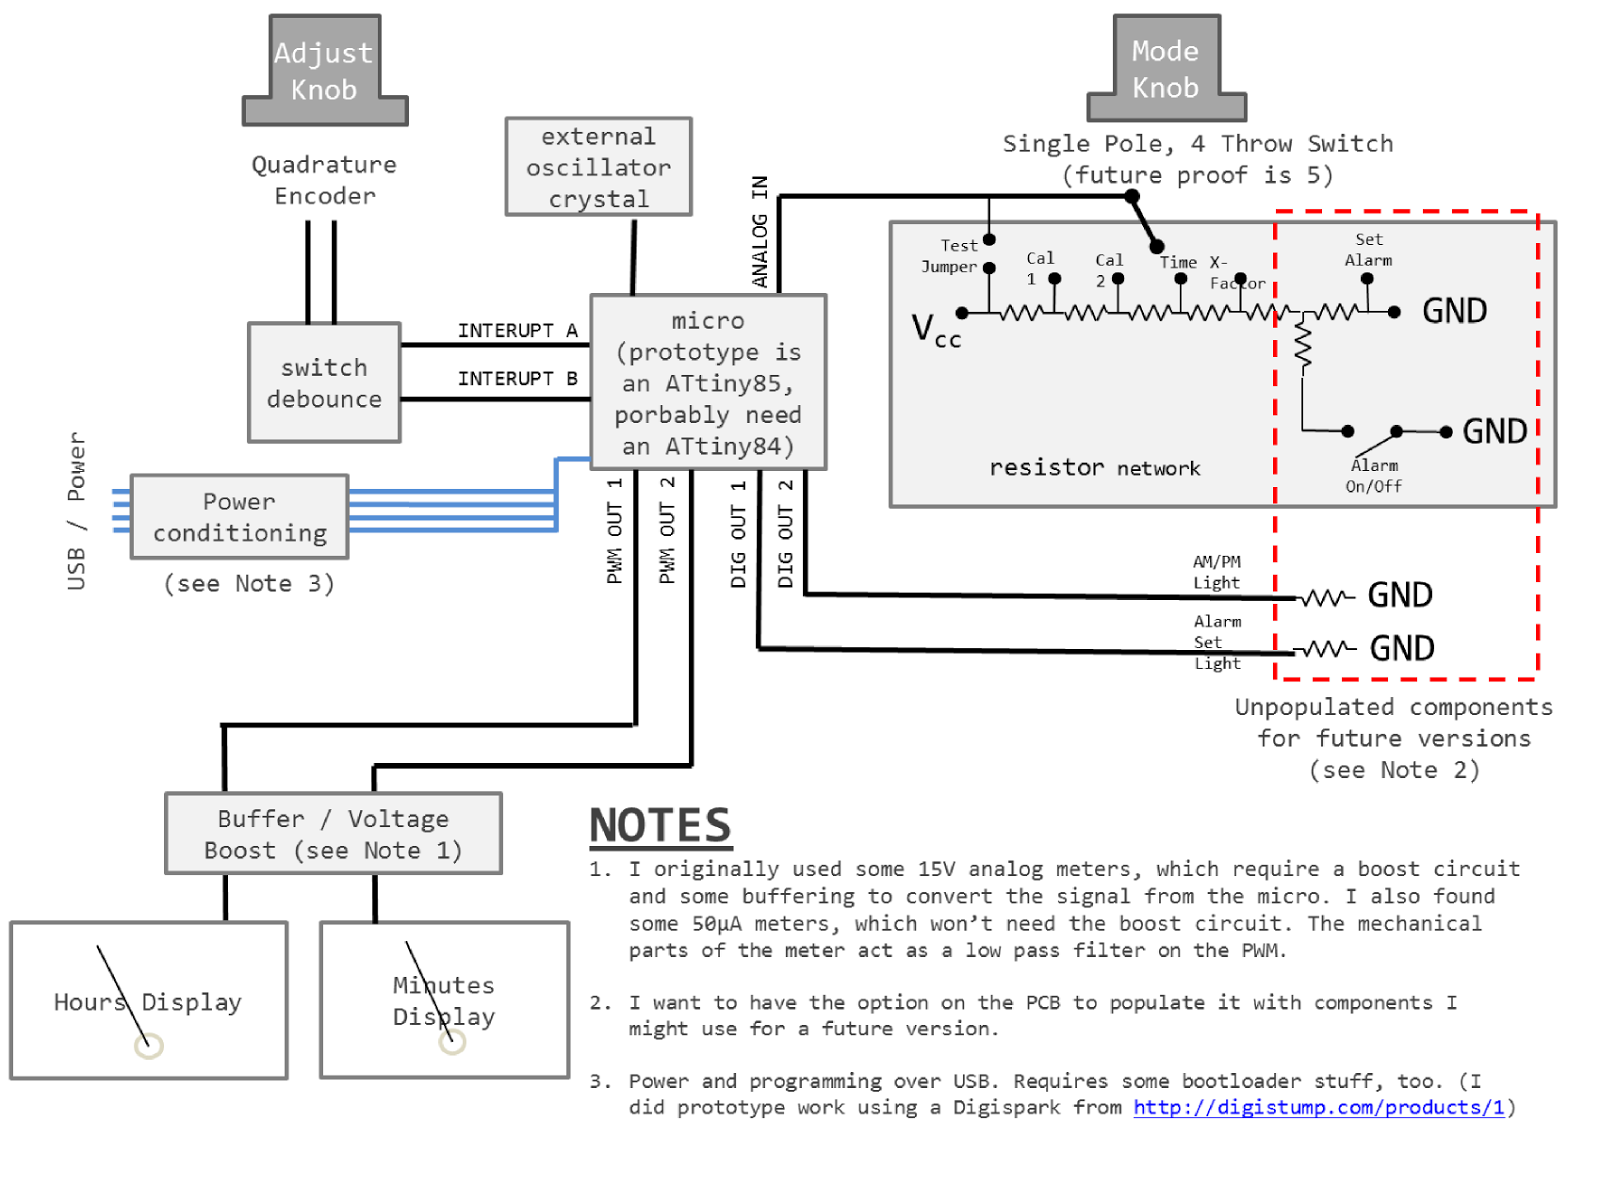 Adjust
Knob
Mode
Knob
Quadrature
Encoder
external
oscillator
crystal
Single Pole, 4 Throw Switch
(future proof is 5)
ANALOG IN
Test
Jumper
Cal
1
Cal
2
Time
X-
Factor
Set
Alarm
Vcc
GND
GND
Alarm
On/Off
resistor network
switch
debounce
INTERUPT A
INTERUPT B
micro
(prototype is
an ATtiny85,
porbably need
an ATtiny84)
USB / Power
Power
conditioning
(see Note 3)
PWM OUT 1
PWM OUT 2
DIG OUT 1
DIG OUT 2
AM/PM
Light
GND
Alarm
Set
Light
GND
Unpopulated components
for future versions
(see Note 2)
Buffer / Voltage
Boost (see Note 1)
Hours Display
Minutes
Display
NOTES
1. I originally used some 15V analog meters, which require a boost circuit
and some buffering to convert the signal from the micro. I also found
some 50µA meters, which won’t need the boost circuit. The mechanical
parts of the meter act as a low pass filter on the PWM.
2. I want to have the option on the PCB to populate it with components I
might use for a future version.
3. Power and programming over USB. Requires some bootloader stuff, too. (I
did prototype work using a Digispark from http://digistump.com/products/1)